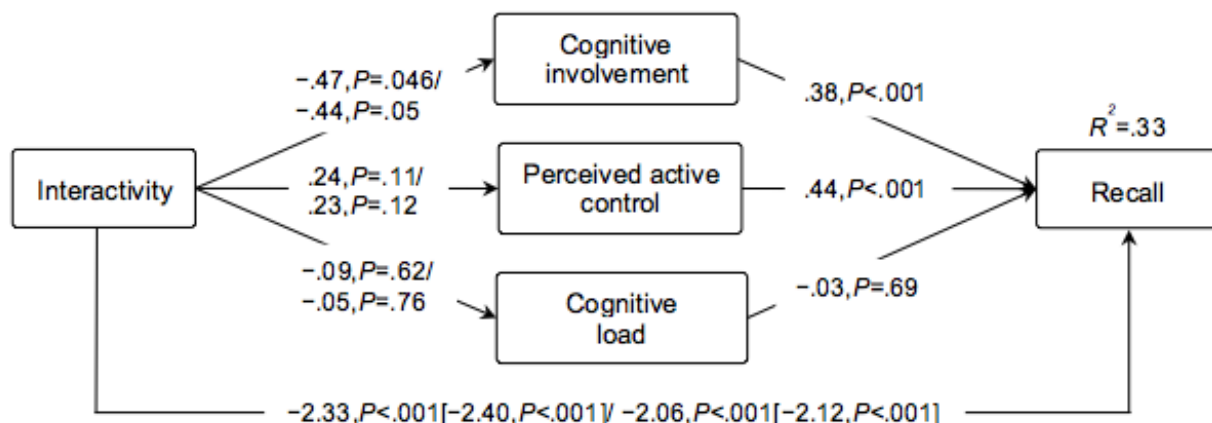 Cognitive
involvement
−.47,P=.046/
−.44,P=.05
.38,P<.001
R²=.33
Interactivity
.24,P=.11/
.23,P=.12
Perceived active
control
.44,P<.001
Recall
−.09,P=.62/
−.05,P=.76
Cognitive
load
−.03,P=.69
−2.33,P<.001[−2.40,P<.001]/ −2.06,P<.001[−2.12,P<.001]